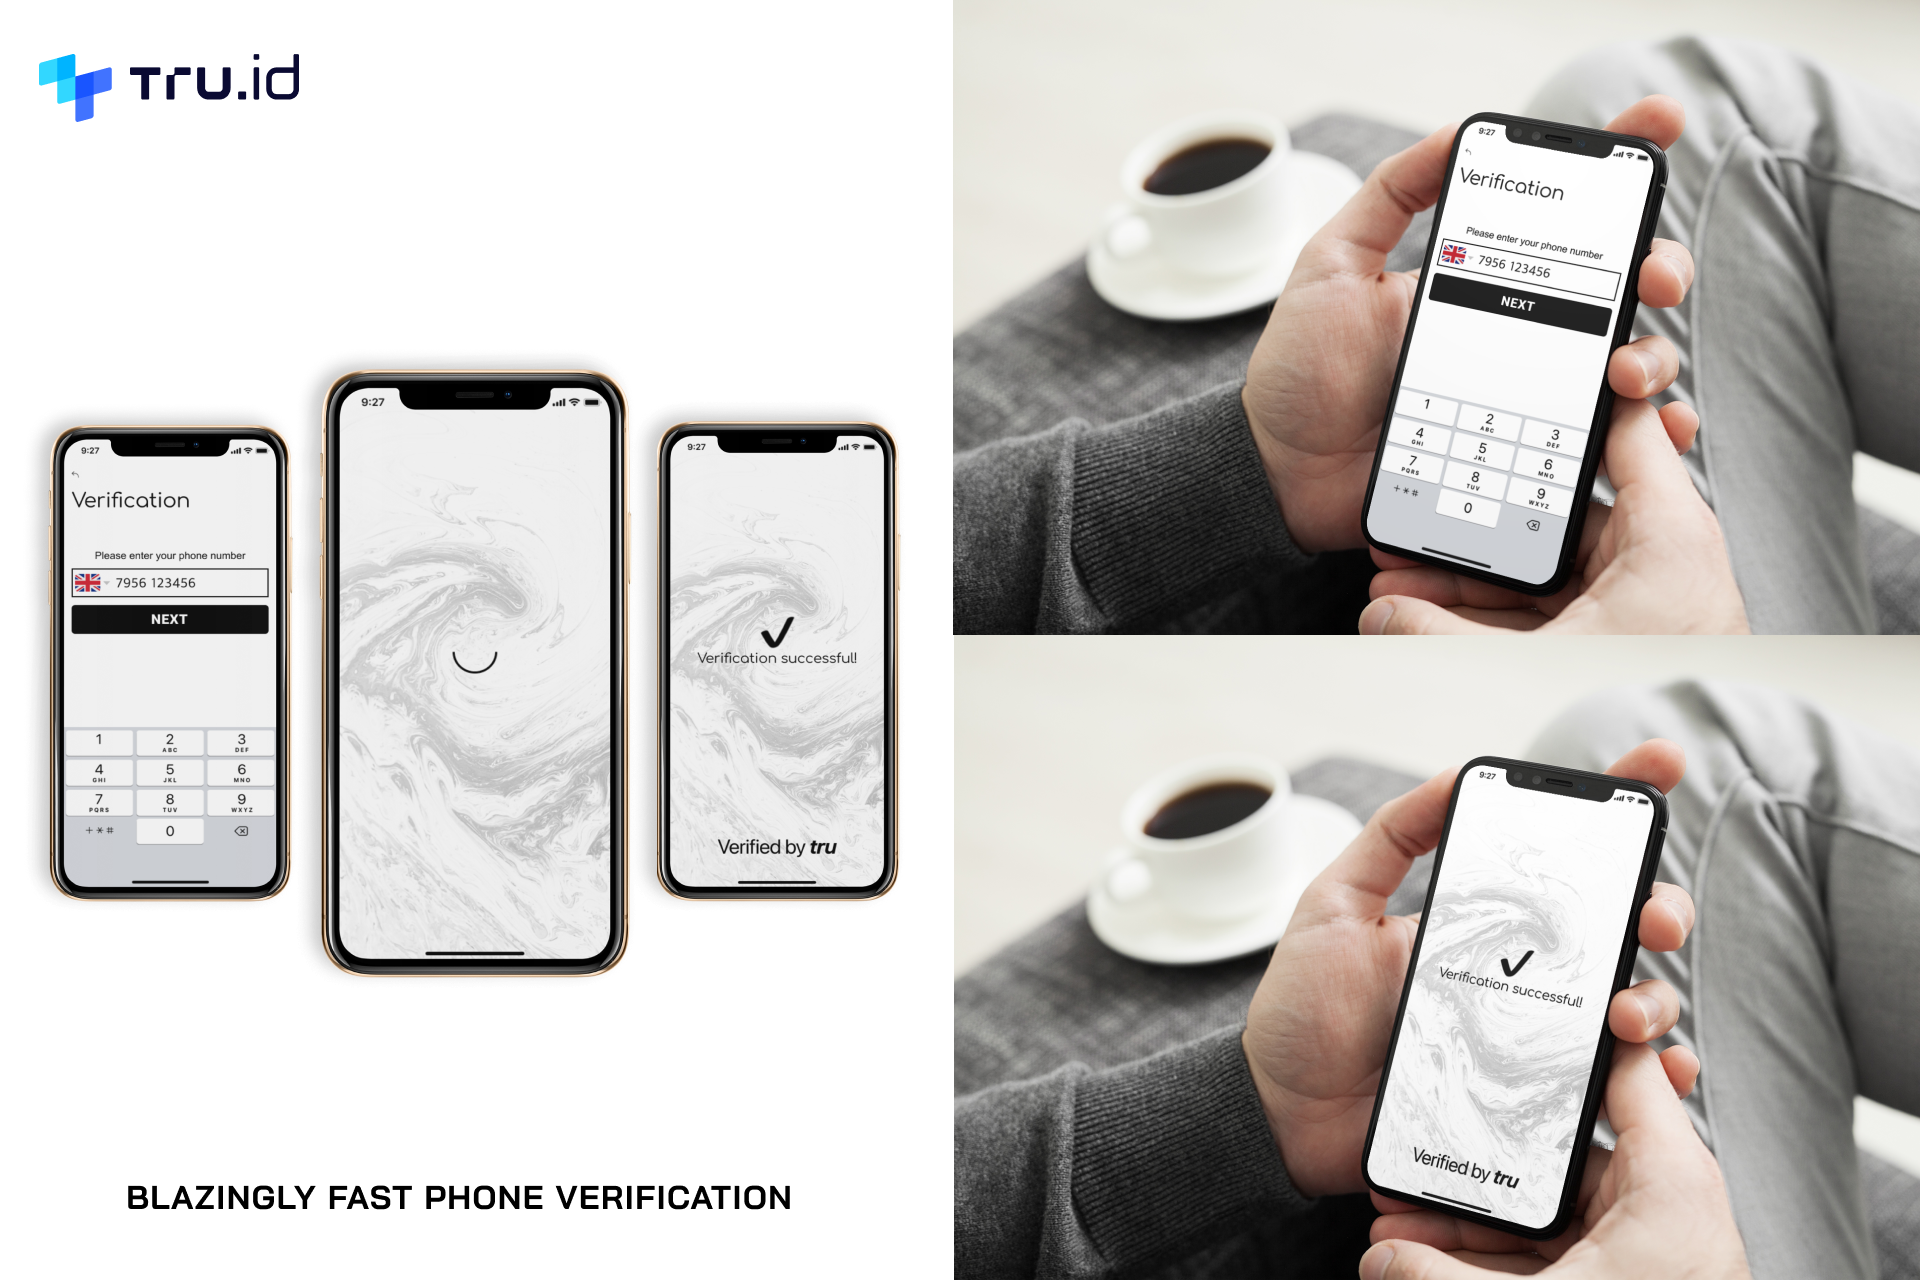 Tru.id
9:27
Verification
Please enter your phone number
7956 123456
NEXT
1 2 ABC 3 DEF
4 GHI 5 JKL 6 MNO
7 PQRS 8 TUV 9 WXYZ
+*# 0
9:27
9:27
Verification successful!
Verified by tru
BLAZINGLY FAST PHONE VERIFICATION
9:27
Verification
Please enter your phone number
7956 123456
NEXT
1 2 ABC 3 DEF
4 GHI 5 JKL 6 MNO
7 PQRS 8 TUV 9 WXYZ
+*# 0
9:27
Verification successful!
Verified by tru